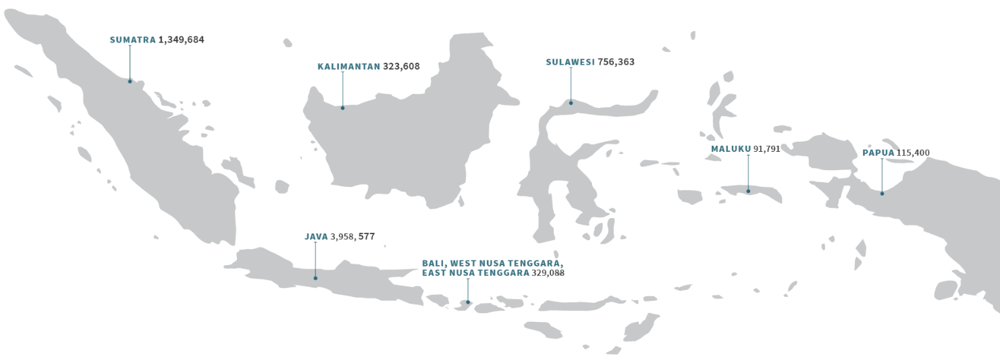 SUMATRA 1,349,684
KALIMANTAN 323,608
SULAWESI 756,363
MALUKU 91,791
PAPUA 115,400
JAVA 3,958, 577
BALI, WEST NUSA TENGGARA,
EAST NUSA TENGGARA 329,088